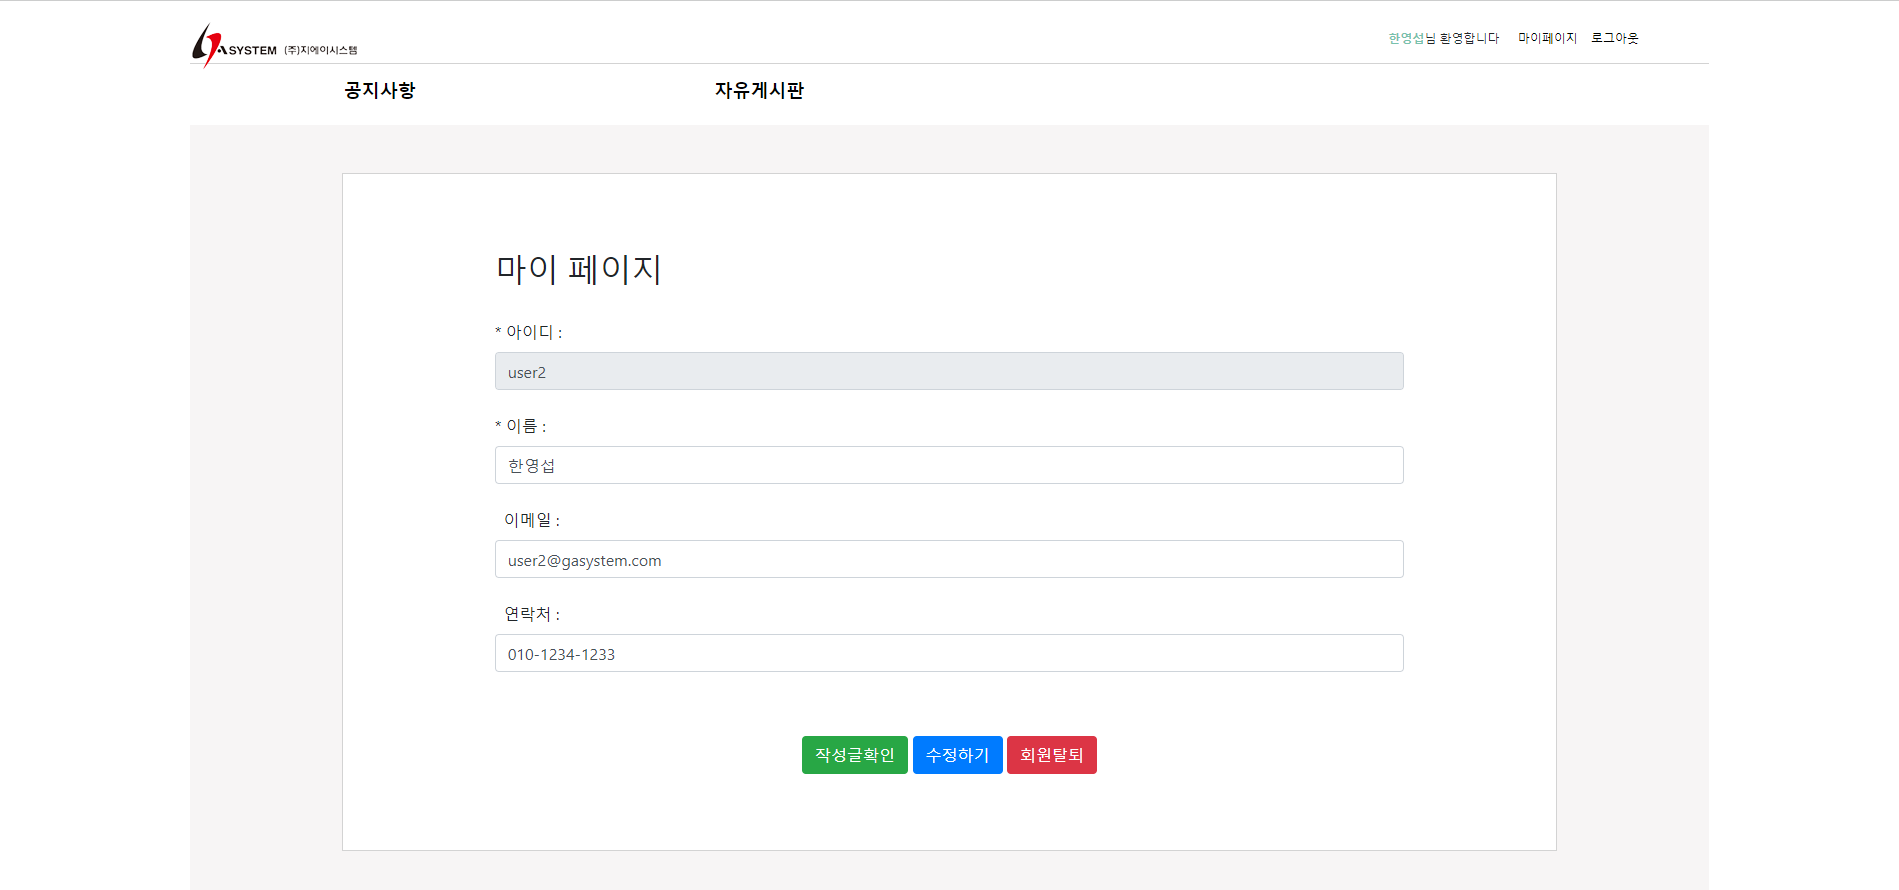 ASYSTEM (주)지에이시스템
한영섭님 환영합니다 마이페이지 로그아웃
공지사항 자유게시판
마이 페이지
* 아이디 :
user2
* 이름 :
한영섭
이메일 :
user2@gasystem.com
연락처 :
010-1234-1233
작성글확인 수정하기 회원탈퇴